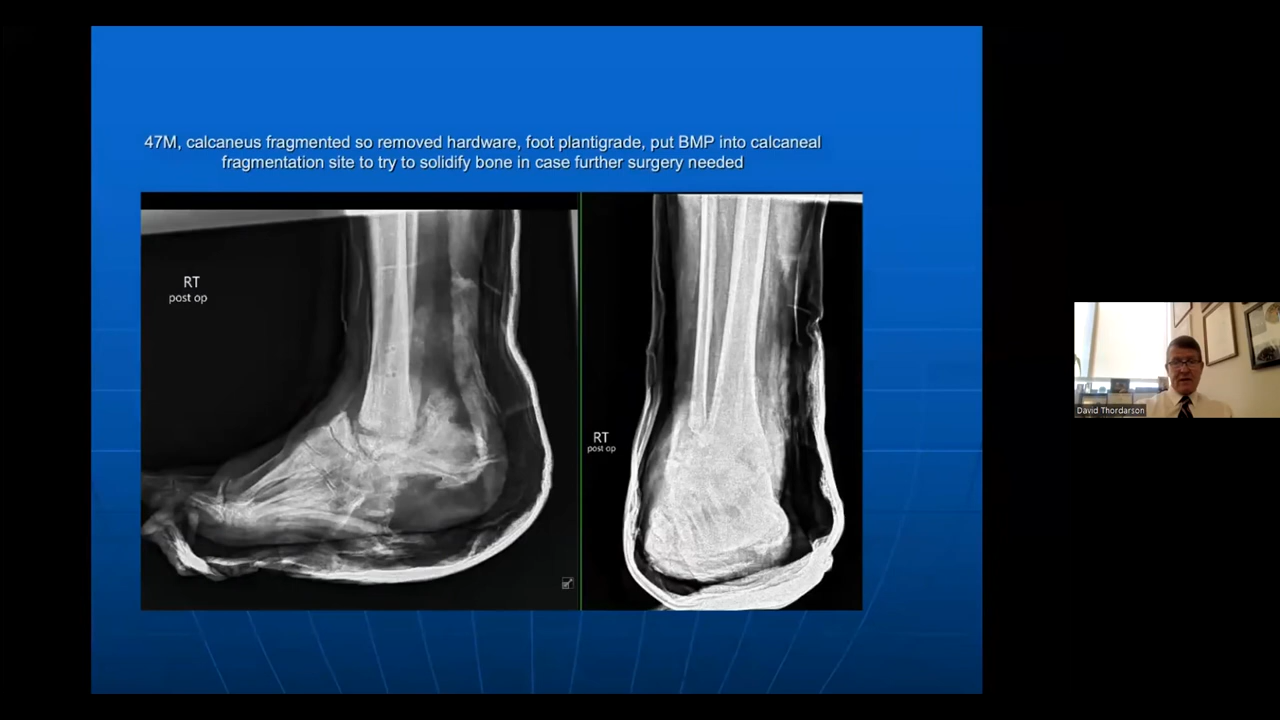 47M, calcaneus fragmented so removed hardware, foot plantigrade, put BMP into calcaneal
fragmentation site to try to solidify bone in case further surgery needed
RT
post op
RT
post op
David Thordarson